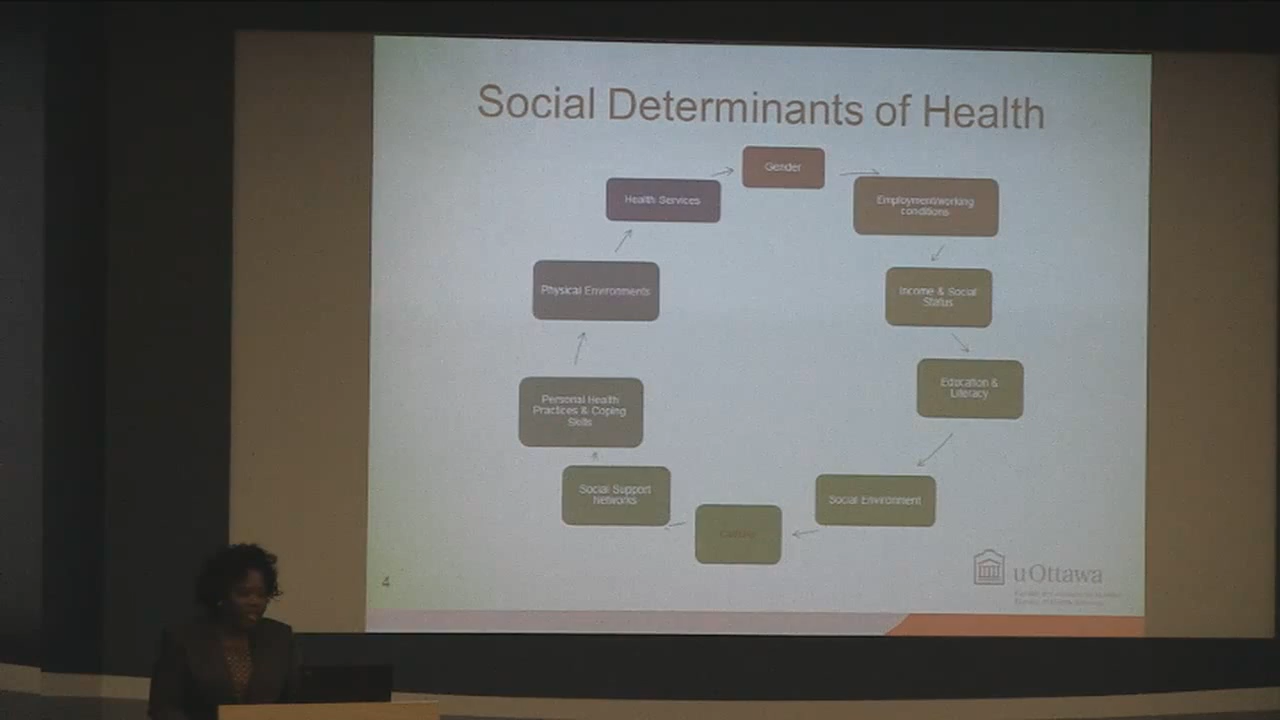 Social Determinants of Health
Gender
Employment/working
conditions
Income & Social
Status
Education &
Literacy
Social Environment
Culture
Social Support
Networks
Personal Health
Practices & Coping
Skills
Physical Environments
Health Services
4
uOttawa